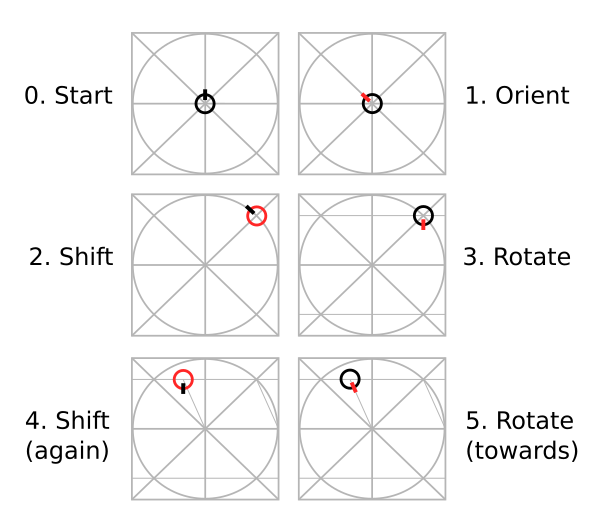 0. Start
1. Orient
2. Shift
3. Rotate
4. Shift
(again)
5. Rotate
(towards)